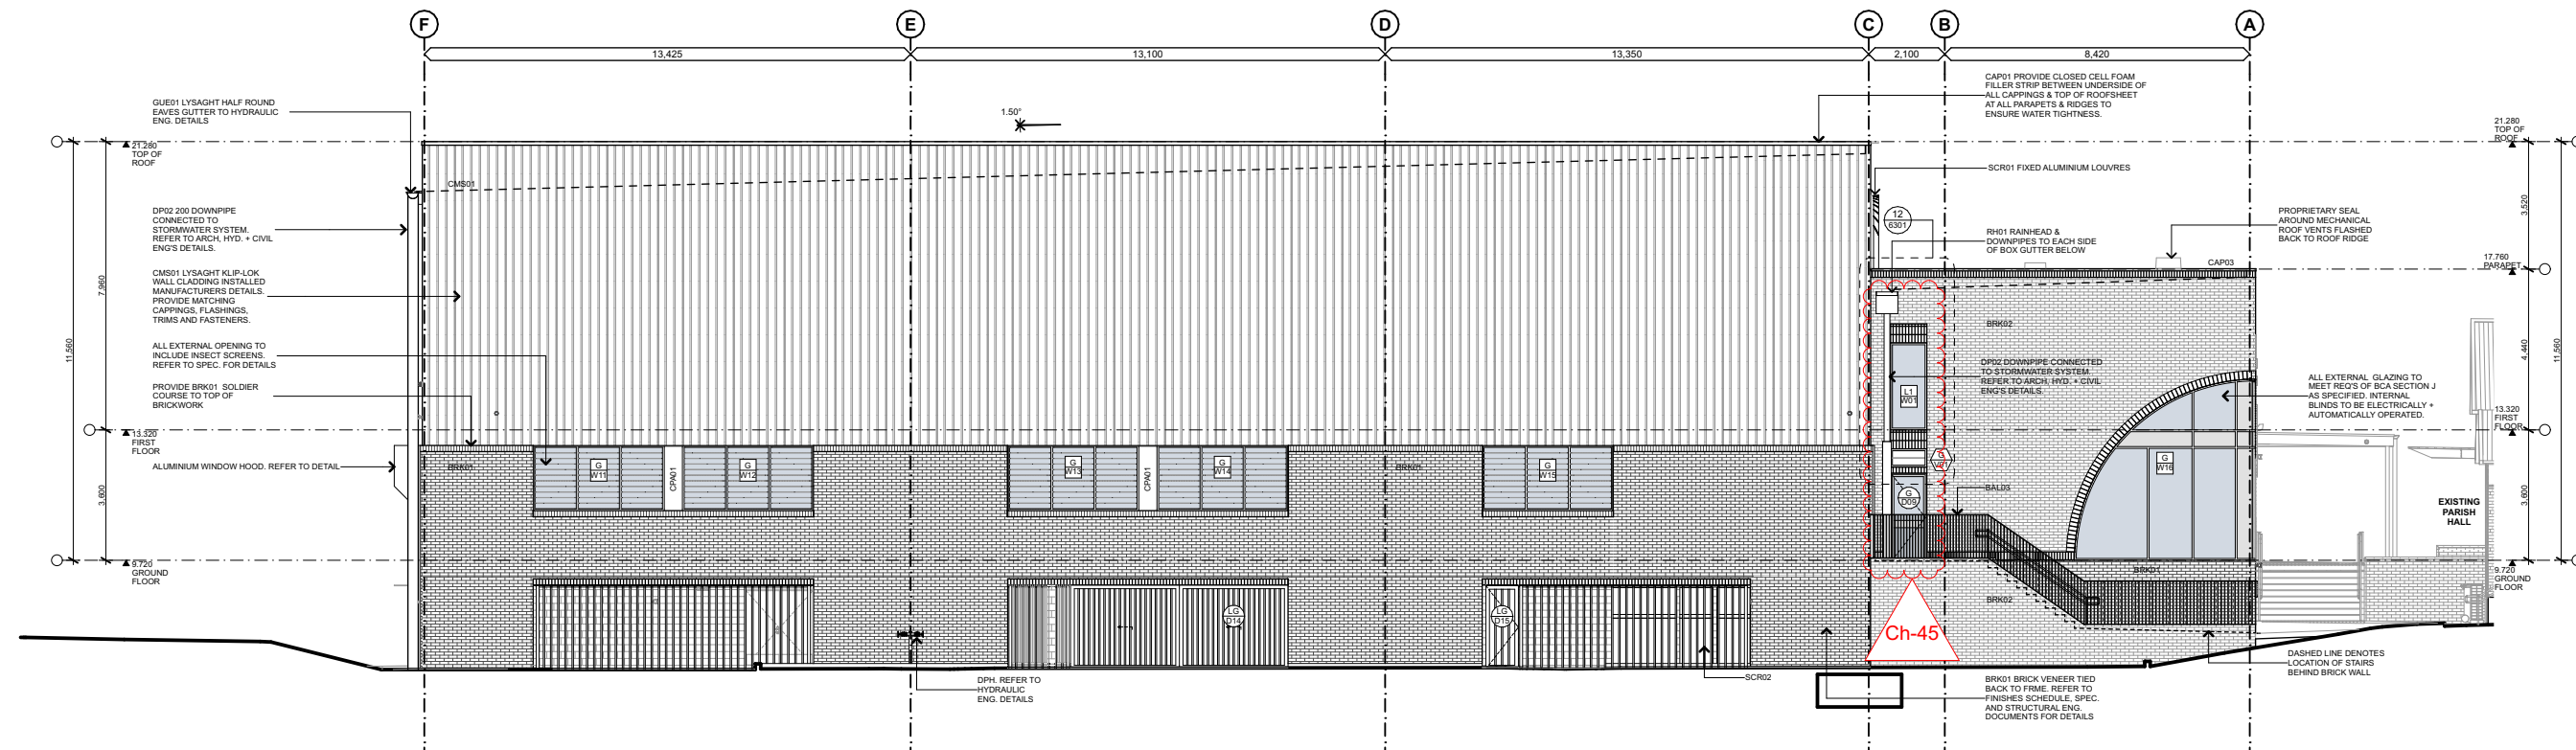 F
E
D
C
B
A
13,425
13,100
13,350
2,100
8,420
GUE01 LYSAGHT HALF ROUND
EAVES GUTTER TO HYDRAULIC
ENG. DETAILS
1.50°
CAP01 PROVIDE CLOSED CELL FOAM
FILLER STRIP BETWEEN UNDERSIDE OF
ALL CAPPINGS & TOP OF ROOFSHEET
AT ALL PARAPETS & RIDGES TO
ENSURE WATER TIGHTNESS.
21.280
TOP OF
ROOF
21.280
TOP OF
ROOF
SCR01 FIXED ALUMINIUM LOUVRES
CMS01
DP02 200 DOWNPIPE
CONNECTED TO
STORMWATER SYSTEM.
REFER TO ARCH, HYD. + CIVIL
ENG'S DETAILS.
12
6301
RH01 RAINHEAD &
DOWNPIPES TO EACH SIDE
OF BOX GUTTER BELOW
PROPRIETARY SEAL
AROUND MECHANICAL
ROOF VENTS FLASHED
BACK TO ROOF RIDGE
3,520
17.760
PARAPET
CAP03
CMS01 LYSAGHT KLIP-LOK
WALL CLADDING INSTALLED
MANUFACTURERS DETAILS.
PROVIDE MATCHING
CAPPINGS, FLASHINGS,
TRIMS AND FASTENERS.
7,960
11,560
BRK02
ALL EXTERNAL OPENING TO
INCLUDE INSECT SCREENS.
REFER TO SPEC. FOR DETAILS
DP02 DOWNPIPE CONNECTED
TO STORMWATER SYSTEM.
REFER TO ARCH, HYD. + CIVIL
ENG'S DETAILS.
4,440
11,560
L1
W01
PROVIDE BRK01 SOLDIER
COURSE TO TOP OF
BRICKWORK
ALL EXTERNAL GLAZING TO
MEET REQ'S OF BCA SECTION J
AS SPECIFIED. INTERNAL
BLINDS TO BE ELECTRICALLY +
AUTOMATICALLY OPERATED.
13.320
FIRST
FLOOR
13.320
FIRST
FLOOR
ALUMINIUM WINDOW HOOD. REFER TO DETAIL
BRK01
G
W11
CPA01
G
W12
G
W13
CPA01
G
W14
BRK01
G
W15
G
W16
G
D09
BAL03
3,600
3,600
EXISTING
PARISH
HALL
9.720
GROUND
FLOOR
9.720
GROUND
FLOOR
BRK01
BRK02
LG
D14
LG
D15
Ch-45
DPH. REFER TO
HYDRAULIC
ENG. DETAILS
SCR02
BRK01 BRICK VENEER TIED
BACK TO FRME. REFER TO
FINISHES SCHEDULE, SPEC.
AND STRUCTURAL ENG.
DOCUMENTS FOR DETAILS
DASHED LINE DENOTES
LOCATION OF STAIRS
BEHIND BRICK WALL